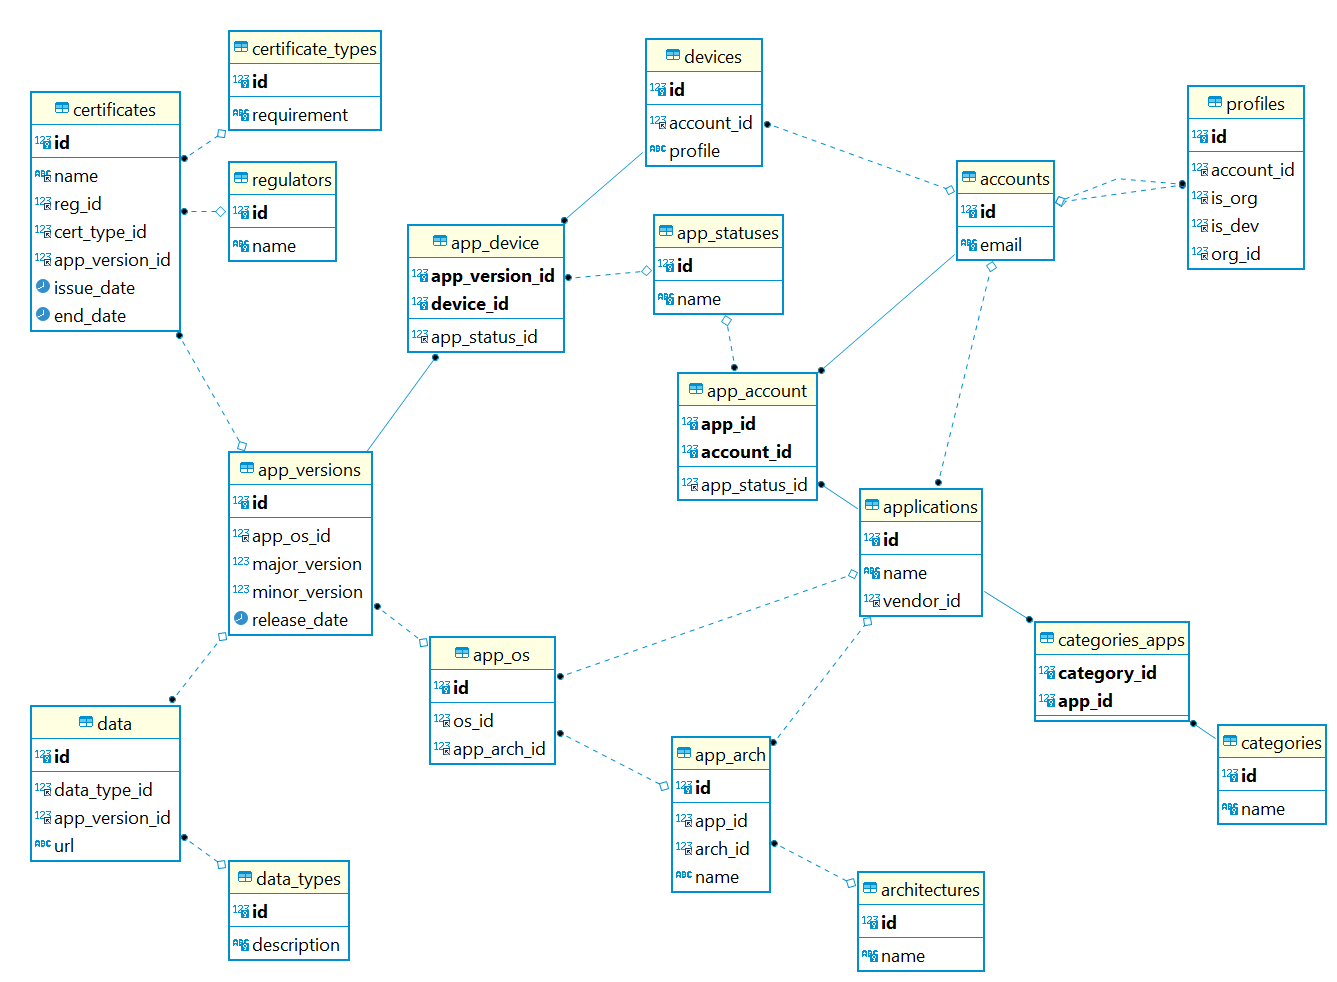 certificate_types
id
requirement
certificates
id
name
reg_id
cert_type_id
app_version_id
issue_date
end_date
regulators
id
name
devices
id
account_id
profile
profiles
id
account_id
is_org
is_dev
org_id
accounts
id
email
app_device
app_version_id
device_id
app_status_id
app_statuses
id
name
app_account
app_id
account_id
app_status_id
app_versions
id
app_os_id
major_version
minor_version
release_date
applications
id
name
vendor_id
app_os
id
os_id
app_arch_id
categories_apps
category_id
app_id
data
id
data_type_id
app_version_id
url
app_arch
id
app_id
arch_id
name
categories
id
name
data_types
id
description
architectures
id
name